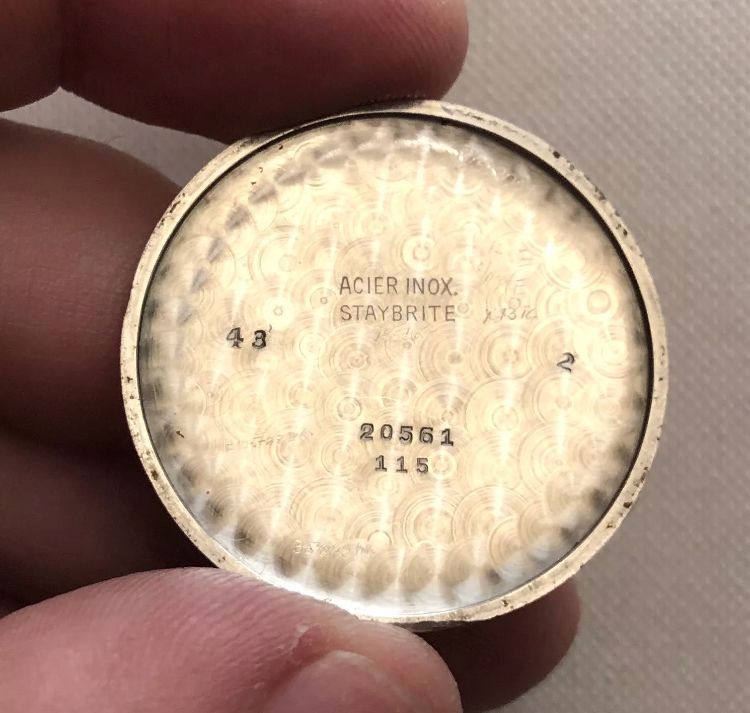 ACIER INOX.
STAYBRITE
43
2
20561
115